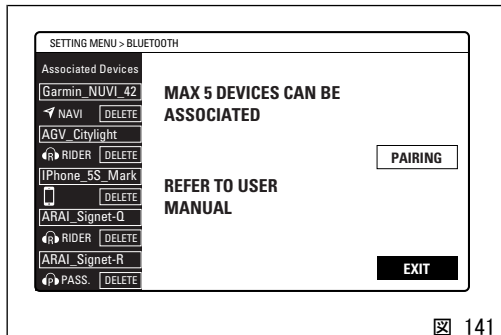 SETTING MENU > BLUETOOTH
Associated Devices
Garmin_NUVI_42
NAVI DELETE
AGV_Citylight
R RIDER DELETE
IPhone_5S_Mark
DELETE
ARAI_Signet-Q
R RIDER DELETE
ARAI_Signet-R
P PASS. DELETE
MAX 5 DEVICES CAN BE
ASSOCIATED
REFER TO USER
MANUAL
PAIRING
EXIT
図 141